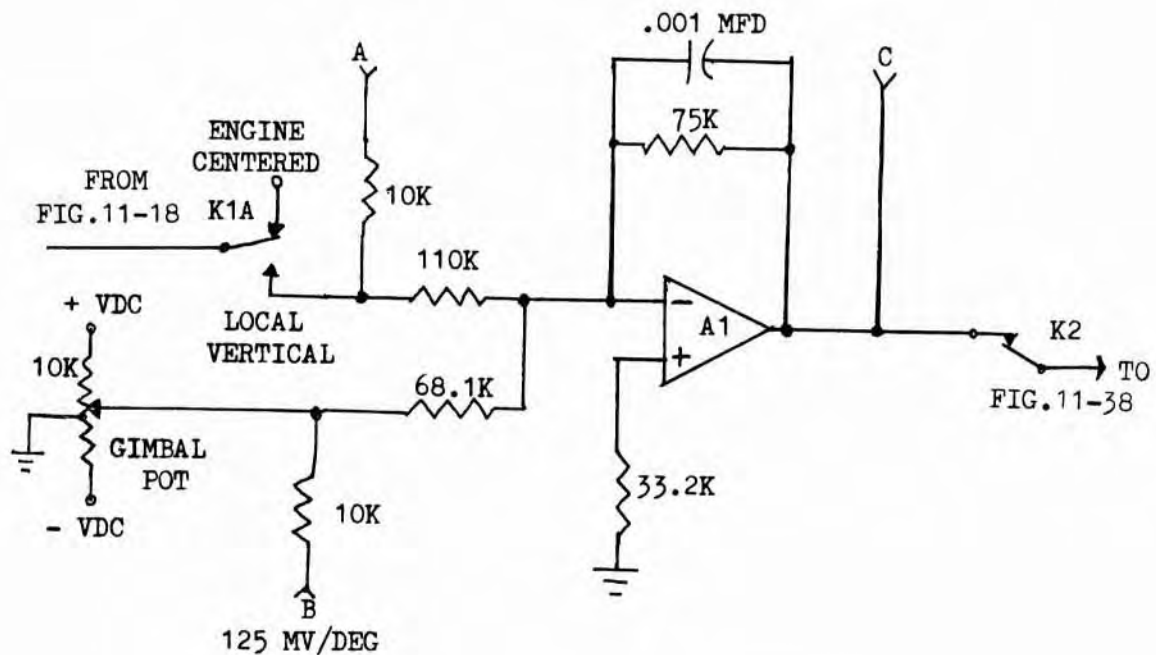 .001 MFD
A
C
ENGINE
CENTERED
75K
FROM
FIG.11-18
K1A
10K
110K
+ VDC
LOCAL
VERTICAL
−
A1
+
K2
10K
68.1K
TO
FIG.11-38
GIMBAL
POT
33.2K
- VDC
10K
B
125 MV/DEG